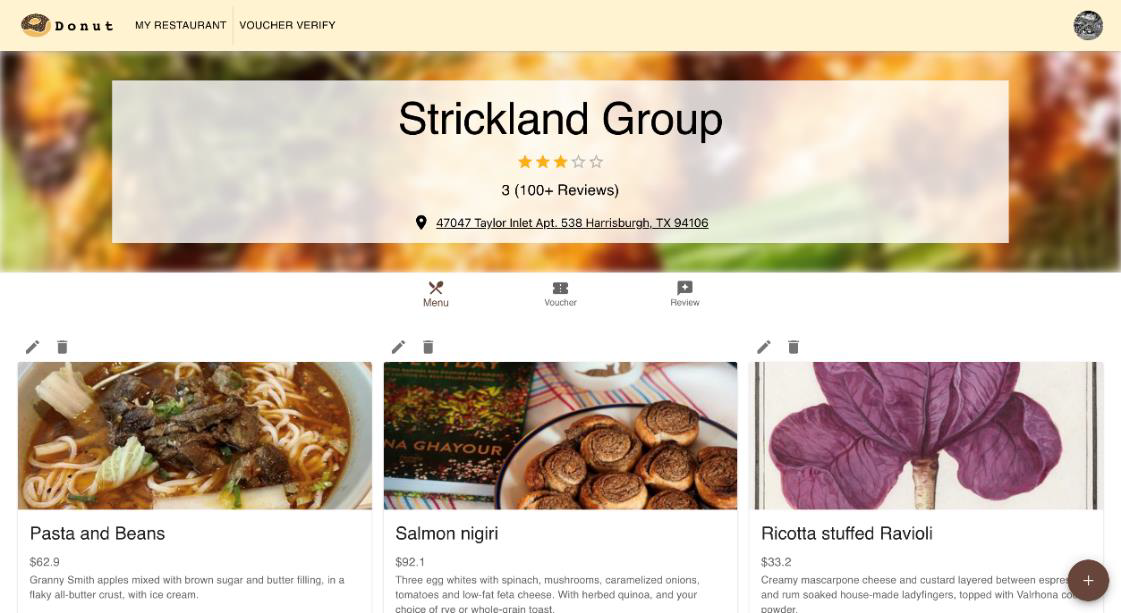 Donut
MY RESTAURANT
VOUCHER VERIFY
Strickland Group
3 (100+ Reviews)
47047 Taylor Inlet Apt. 538 Harrisburgh, TX 94106
Menu
Voucher
Review
NA GHAYOUR
Pasta and Beans
$62.9
Granny Smith apples mixed with brown sugar and butter filling, in a
flaky all-butter crust, with ice cream.
Salmon nigiri
$92.1
Three egg whites with spinach, mushrooms, caramelized onions,
tomatoes and low-fat feta cheese. With herbed quinoa, and your
choice of rye or whole-grain toast.
Ricotta stuffed Ravioli
$33.2
Creamy mascarpone cheese and custard layered between
and rum soaked house-made ladyfingers, topped with Valrhona
powder.
+